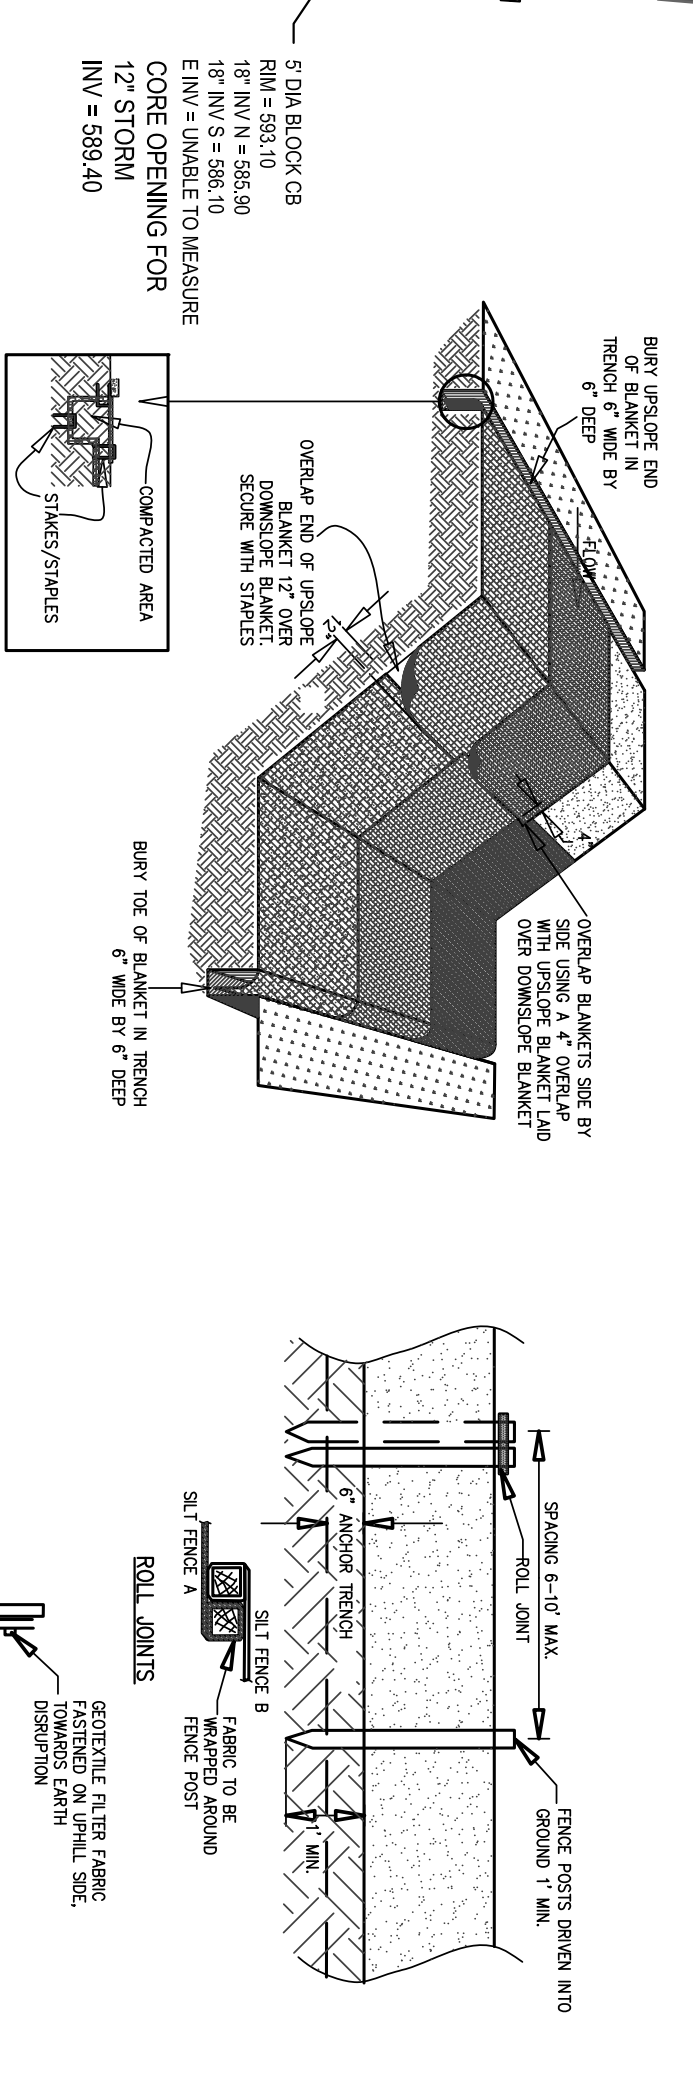 5' DIA BLOCK CB
RIM = 593.10
18" INV N = 585.90
18" INV S = 586.10
E INV = UNABLE TO MEASURE
CORE OPENING FOR
12" STORM
INV = 589.40
BURY UPSLOPE END
OF BLANKET IN
TRENCH 6" WIDE BY
6" DEEP
FLOW
OVERLAP END OF UPSLOPE
BLANKET 12" OVER
DOWNSLOPE BLANKET.
SECURE WITH STAPLES
12"
4"
COMPACTED AREA
STAKES/STAPLES
OVERLAP BLANKETS SIDE BY
SIDE USING A 4" OVERLAP
WITH UPSLOPE BLANKET LAID
OVER DOWNSLOPE BLANKET
BURY TOE OF BLANKET IN TRENCH
6" WIDE BY 6" DEEP
SPACING 6-10' MAX.
ROLL JOINT
FENCE POSTS DRIVEN INTO
GROUND 1' MIN.
6" ANCHOR TRENCH
1' MIN.
SILT FENCE B
SILT FENCE A
FABRIC TO BE
WRAPPED AROUND
FENCE POST
ROLL JOINTS
GEOTEXTILE FILTER FABRIC
FASTENED ON UPHILL SIDE,
TOWARDS EARTH
DISRUPTION